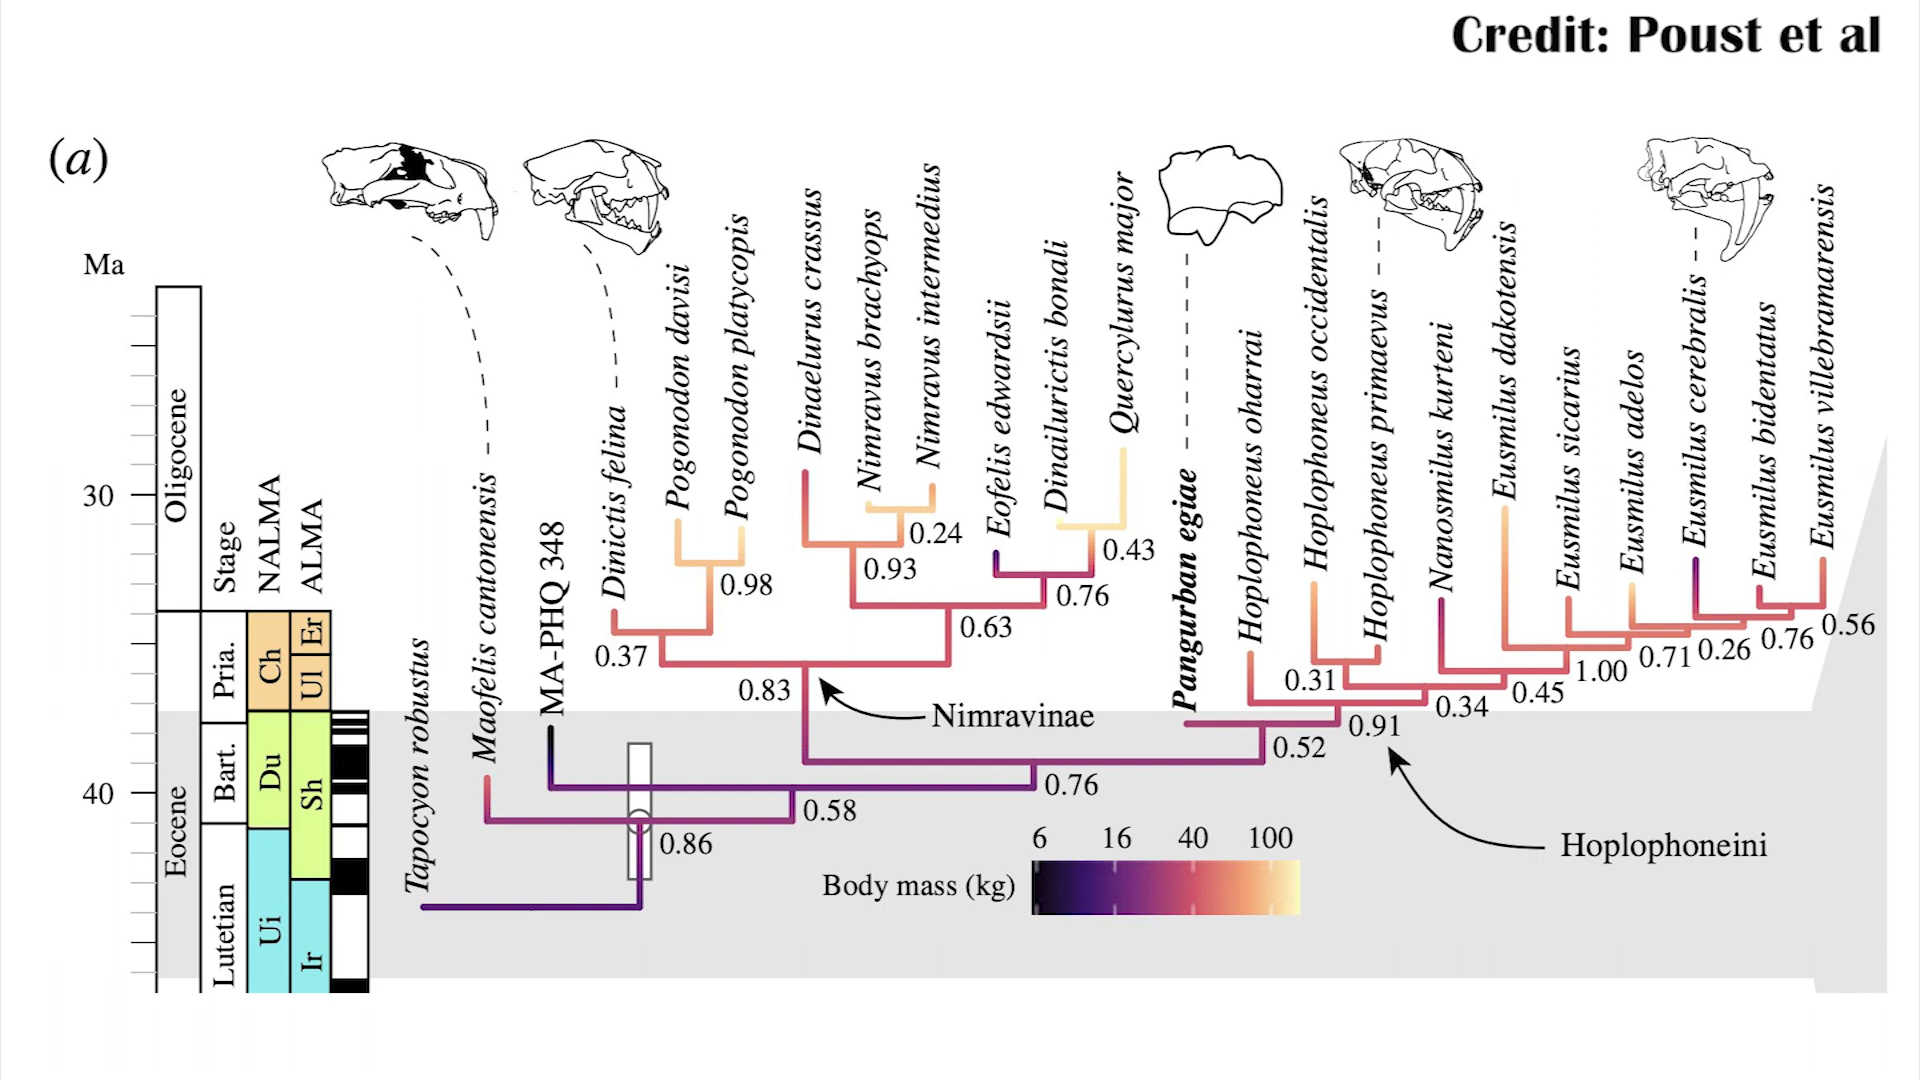 Credit: Poust et al
(a)
Ma
30
40
Oligocene
Eocene
Stage
NALMA
ALMA
Pria.
Bart.
Lutetian
Ch
Du
Ui
Er
Ul
Sh
Ir
Tapocyon robustus
Maofelis cantonensis
MA-PHQ 348
Dinictis felina
Pogonodon davisi
Pogonodon platycopis
Dinaelurus crassus
Nimravus brachyops
Nimravus intermedius
Eofelis edwardsii
Dinailurictis bonali
Quercylurus major
Pangurban egiae
Hoplophoneus oharrai
Hoplophoneus occidentalis
Hoplophoneus primaevus
Nanosmilus kurteni
Eusmilus dakotensis
Eusmilus sicarius
Eusmilus adelos
Eusmilus cerebralis
Eusmilus bidentatus
Eusmilus villebramarensis
0.24
0.43
0.93
0.98
0.76
0.63
0.37
0.83
0.56
0.76
0.26
0.71
1.00
0.45
0.34
0.31
0.91
0.52
0.76
0.58
0.86
Nimravinae
Hoplophoneini
6 16 40 100
Body mass (kg)